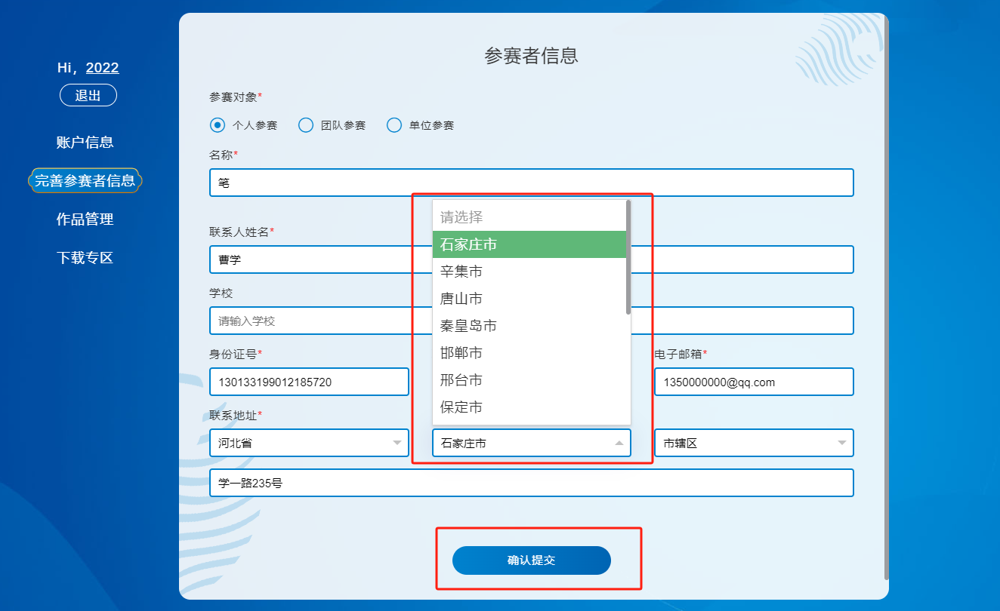 Hi，2022
退出
账户信息
完善参赛者信息
作品管理
下载专区
参赛者信息
参赛对象*
个人参赛 团队参赛 单位参赛
名称*
笔
联系人姓名*
曹学
学校
请输入学校
身份证号*
电子邮箱*
130133199012185720
1350000000@qq.com
联系地址*
请选择
石家庄市
辛集市
唐山市
秦皇岛市
邯郸市
邢台市
保定市
河北省 石家庄市 市辖区
学一路235号
确认提交